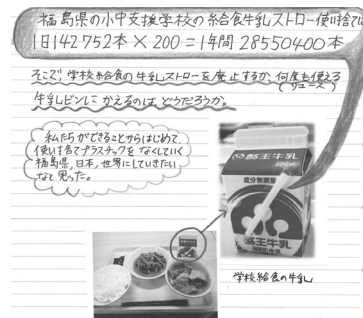 福島県の小中支援学校の給食牛乳ストロー使い捨ては
1日142752本×200=1年間28550400本
そこで、学校給食の牛乳ストローを廃止するか、何度も使える
(リユース)
牛乳ビンにかえるのはどうだろうか。
私たちができることからはじめて、
使い捨てプラスチックをなくしていく
福島県、日本、世界にしていきたい
なと思った。
酪王牛乳
200ml
成分無調整
酪王牛乳
学校給食の牛乳